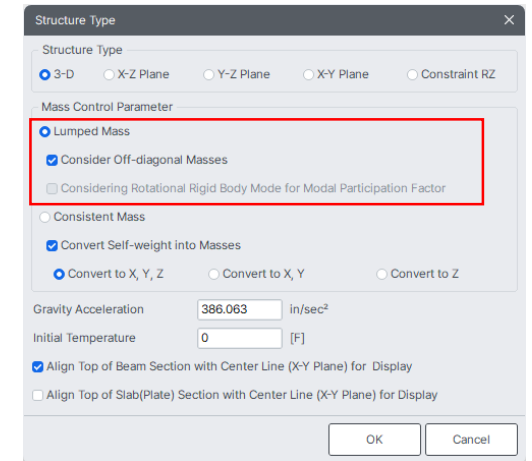 Structure Type
Structure Type
3-D X-Z Plane Y-Z Plane X-Y Plane Constraint RZ
Mass Control Parameter
Lumped Mass
Consider Off-diagonal Masses
Considering Rotational Rigid Body Mode for Modal Participation Factor
Consistent Mass
Convert Self-weight into Masses
Convert to X, Y, Z Convert to X, Y Convert to Z
Gravity Acceleration 386.063 in/sec²
Initial Temperature 0 [F]
Align Top of Beam Section with Center Line (X-Y Plane) for Display
Align Top of Slab(Plate) Section with Center Line (X-Y Plane) for Display
OK Cancel